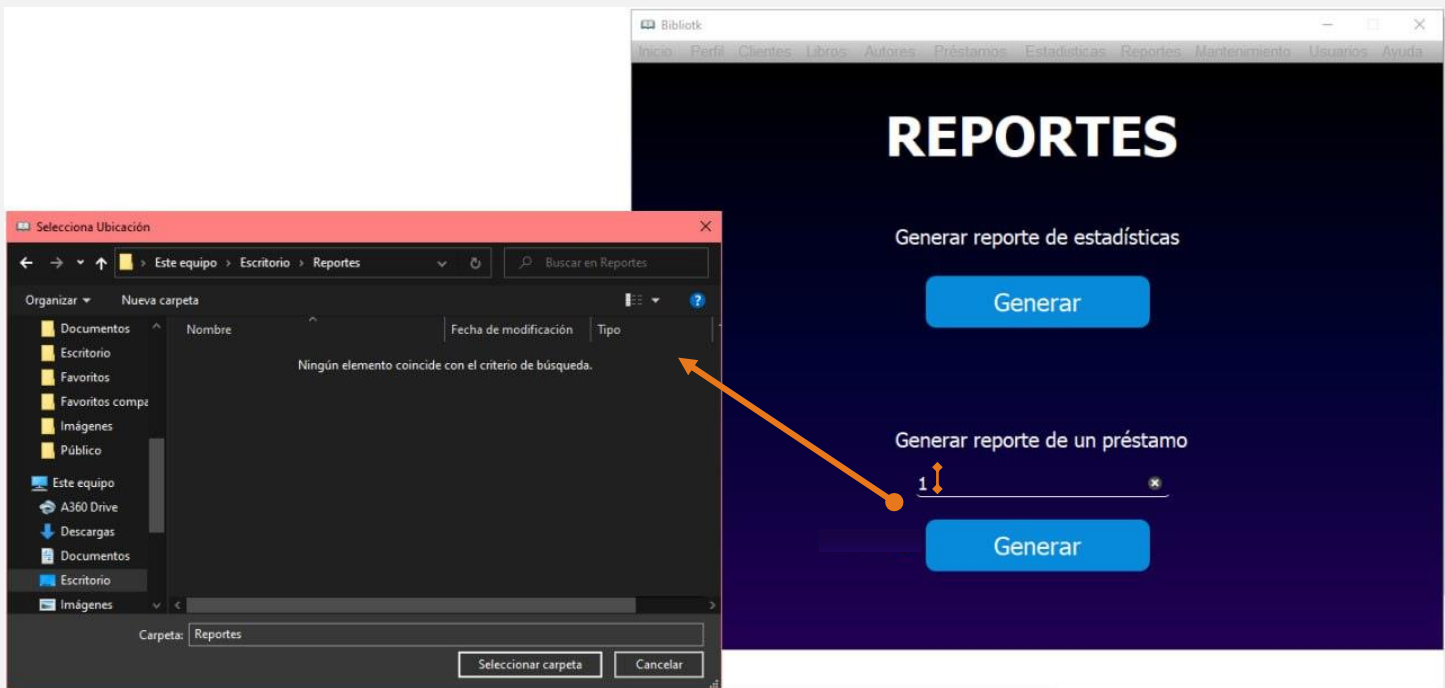 Bibliotk
Inicio Perfil Clientes Libros Autores Préstamos Estadísticas Reportes Mantenimiento Usuarios Ayuda
REPORTES
Generar reporte de estadísticas
Generar
Generar reporte de un préstamo
1
Generar
Selecciona Ubicación
Este equipo > Escritorio > Reportes
Buscar en Reportes
Organizar
Nueva carpeta
Nombre
Fecha de modificación
Tipo
Ningún elemento coincide con el criterio de búsqueda.
Documentos
Escritorio
Favoritos
Favoritos compa
Imágenes
Público
Este equipo
A360 Drive
Descargas
Documentos
Escritorio
Imágenes
Carpeta: Reportes
Seleccionar carpeta
Cancelar